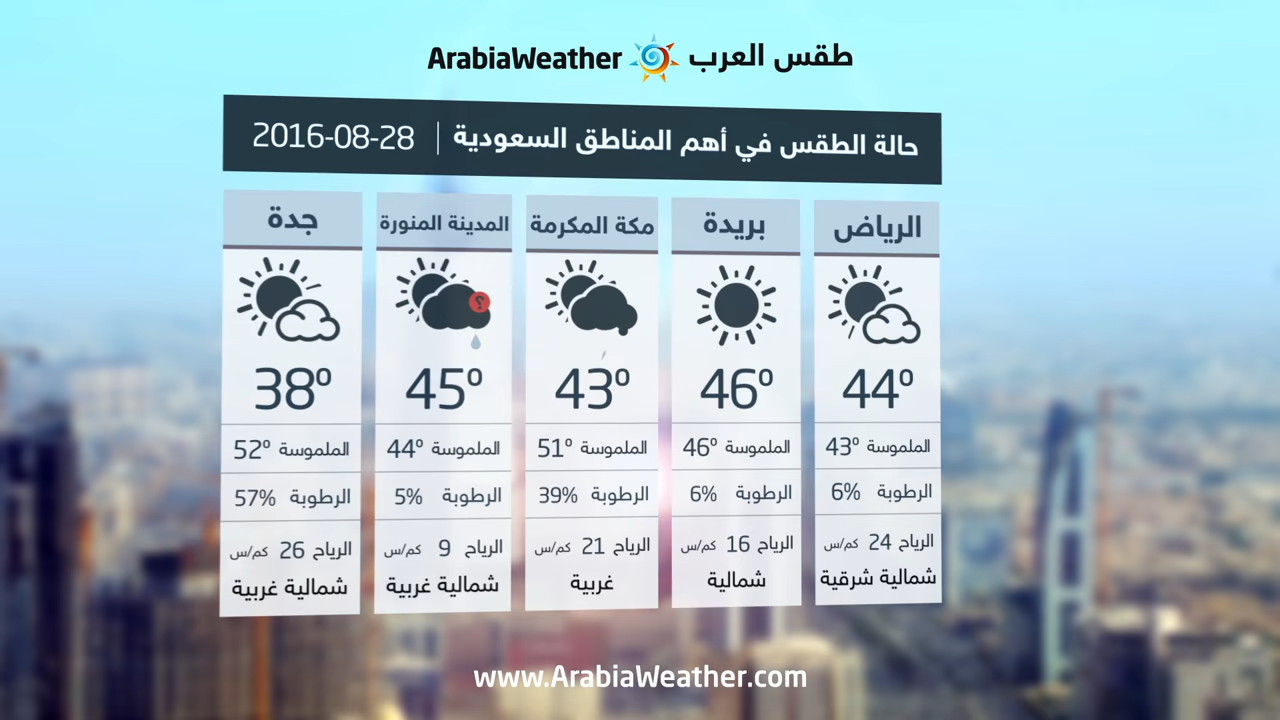 طقس العرب ArabiaWeather
حالة الطقس في أهم المناطق السعودية | 2016-08-28
الرياض
44º
الملموسة 43º
الرطوبة 6%
الرياح 24 كم/س
شمالية شرقية
بريدة
46º
الملموسة 46º
الرطوبة 6%
الرياح 16 كم/س
شمالية
مكة المكرمة
43º
الملموسة 51º
الرطوبة 39%
الرياح 21 كم/س
غربية
المدينة المنورة
؟
45º
الملموسة 44º
الرطوبة 5%
الرياح 9 كم/س
شمالية غربية
جدة
38º
الملموسة 52º
الرطوبة 57%
الرياح 26 كم/س
شمالية غربية
www.ArabiaWeather.com